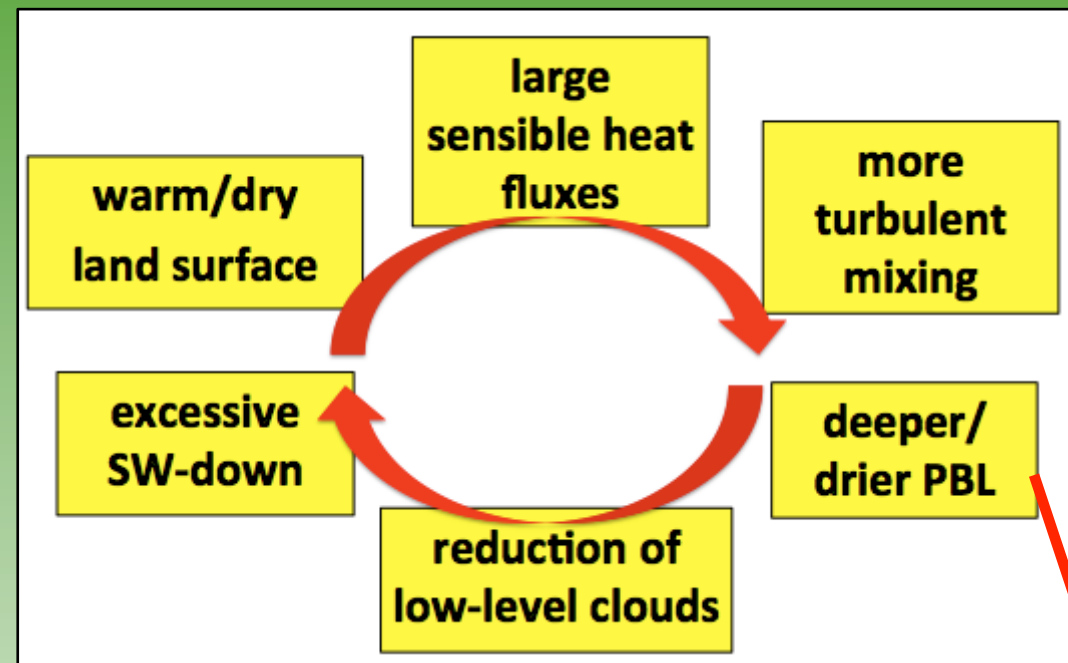 large
sensible heat
fluxes
more
turbulent
mixing
deeper/
drier PBL
reduction of
low-level clouds
excessive
SW-down
warm/dry
land surface